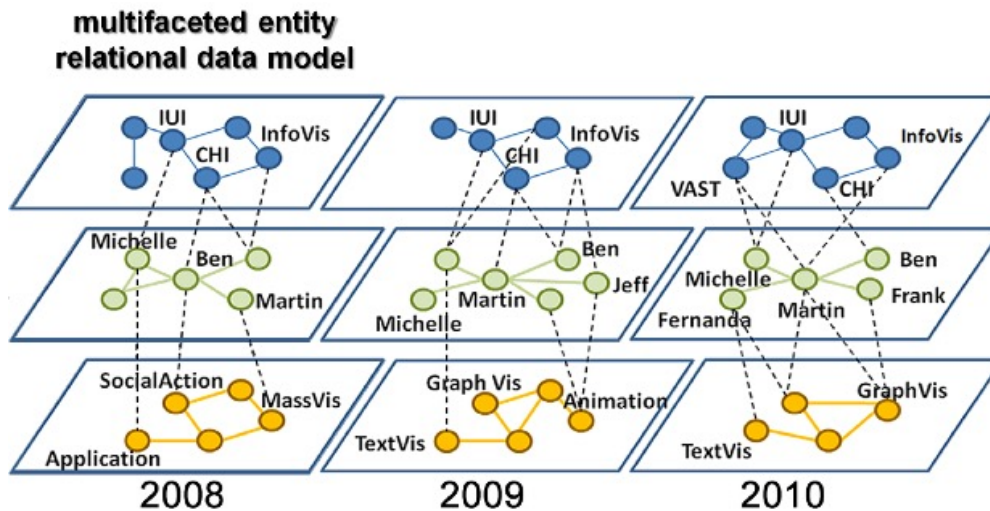 multifaceted entity
relational data model
IUI
InfoVis
CHI
Michelle
Ben
Martin
SocialAction
MassVis
Application
2008
IUI
InfoVis
CHI
Ben
Jeff
Martin
Michelle
Graph Vis
Animation
TextVis
2009
IUI
InfoVis
VAST
CHI
Michelle
Ben
Frank
Fernanda
Martin
GraphVis
TextVis
2010